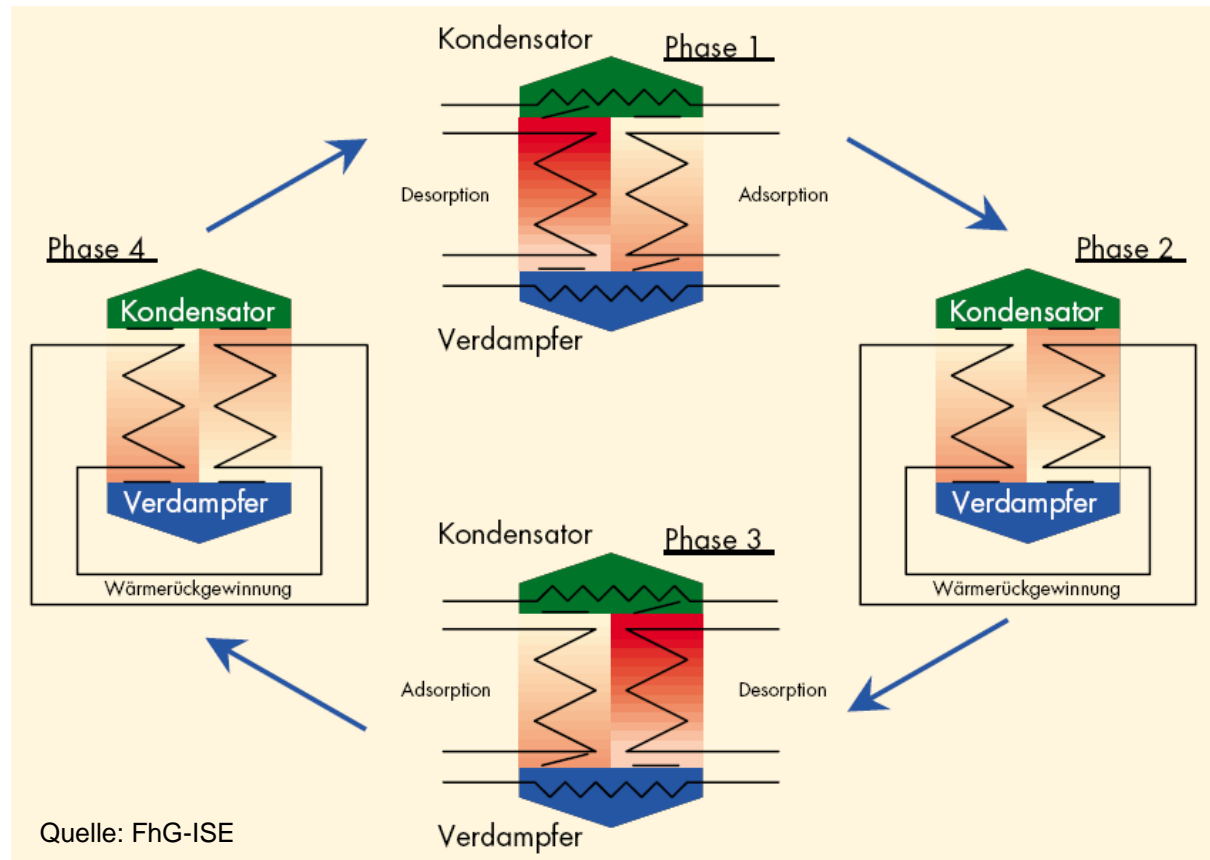 Kondensator
Phase 1
Desorption
Adsorption
Verdampfer
Phase 4
Kondensator
Verdampfer
Wärmerückgewinnung
Phase 2
Kondensator
Verdampfer
Wärmerückgewinnung
Kondensator
Phase 3
Adsorption
Desorption
Verdampfer
Quelle: FhG-ISE